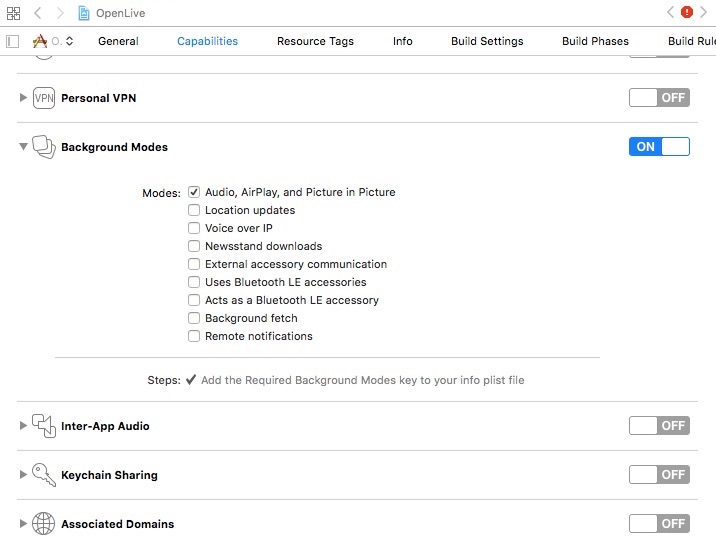 OpenLive
O. General Capabilities Resource Tags Info Build Settings Build Phases Build Rule
VPN Personal VPN OFF
Background Modes ON
Modes: Audio, AirPlay, and Picture in Picture
Location updates
Voice over IP
Newsstand downloads
External accessory communication
Uses Bluetooth LE accessories
Acts as a Bluetooth LE accessory
Background fetch
Remote notifications
Steps: Add the Required Background Modes key to your info plist file
Inter-App Audio OFF
Keychain Sharing OFF
Associated Domains OFF